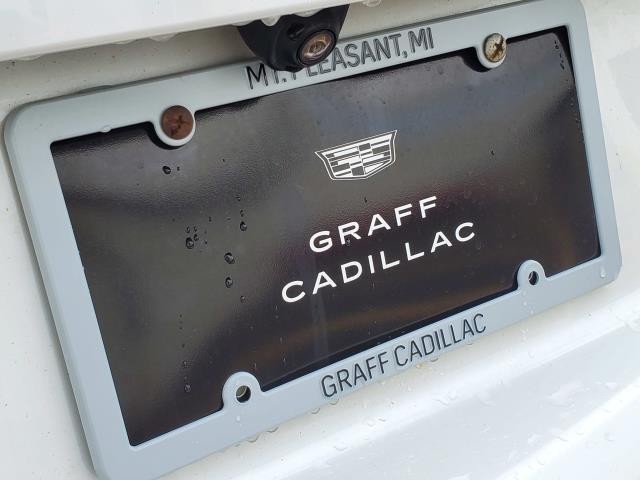 MT. PLEASANT, MI
GRAFF
CADILLAC
GRAFF CADILLAC